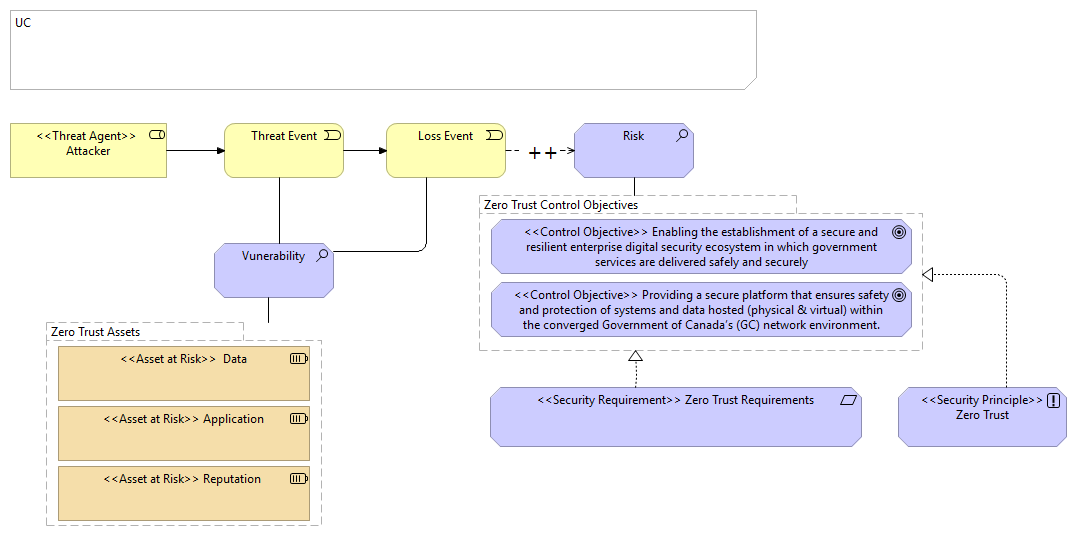 UC
<<Threat Agent>>
Attacker
Threat Event
Loss Event
++
Risk
Zero Trust Control Objectives
<<Control Objective>> Enabling the establishment of a secure and
resilient enterprise digital security ecosystem in which government
services are delivered safely and securely
<<Control Objective>> Providing a secure platform that ensures safety
and protection of systems and data hosted (physical & virtual) within
the converged Government of Canada's (GC) network environment.
Vunerability
Zero Trust Assets
<<Asset at Risk>> Data
<<Asset at Risk>> Application
<<Asset at Risk>> Reputation
<<Security Requirement>> Zero Trust Requirements
<<Security Principle>>
Zero Trust